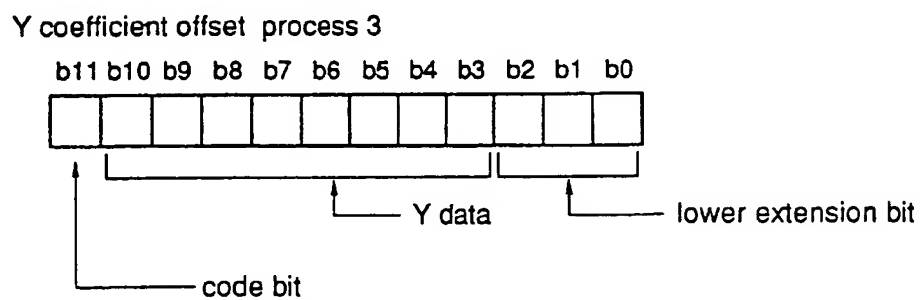 Y coefficient offset process 3
b11 b10 b9 b8 b7 b6 b5 b4 b3 b2 b1 b0
Y data
lower extension bit
code bit